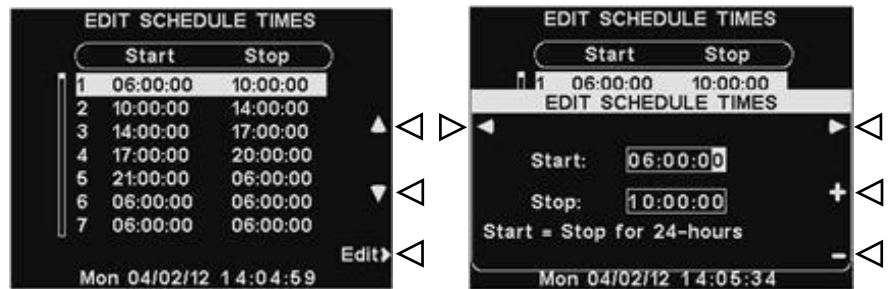 EDIT SCHEDULE TIMES
Start Stop
1 06:00:00 10:00:00
2 10:00:00 14:00:00
3 14:00:00 17:00:00
4 17:00:00 20:00:00
5 21:00:00 06:00:00
6 06:00:00 06:00:00
7 06:00:00 06:00:00
Edit
Mon 04/02/12 14:04:59
EDIT SCHEDULE TIMES
Start Stop
1 06:00:00 10:00:00
EDIT SCHEDULE TIMES
Start: 06:00:00
+
Stop: 10:00:00
Start = Stop for 24-hours
-
Mon 04/02/12 14:05:34